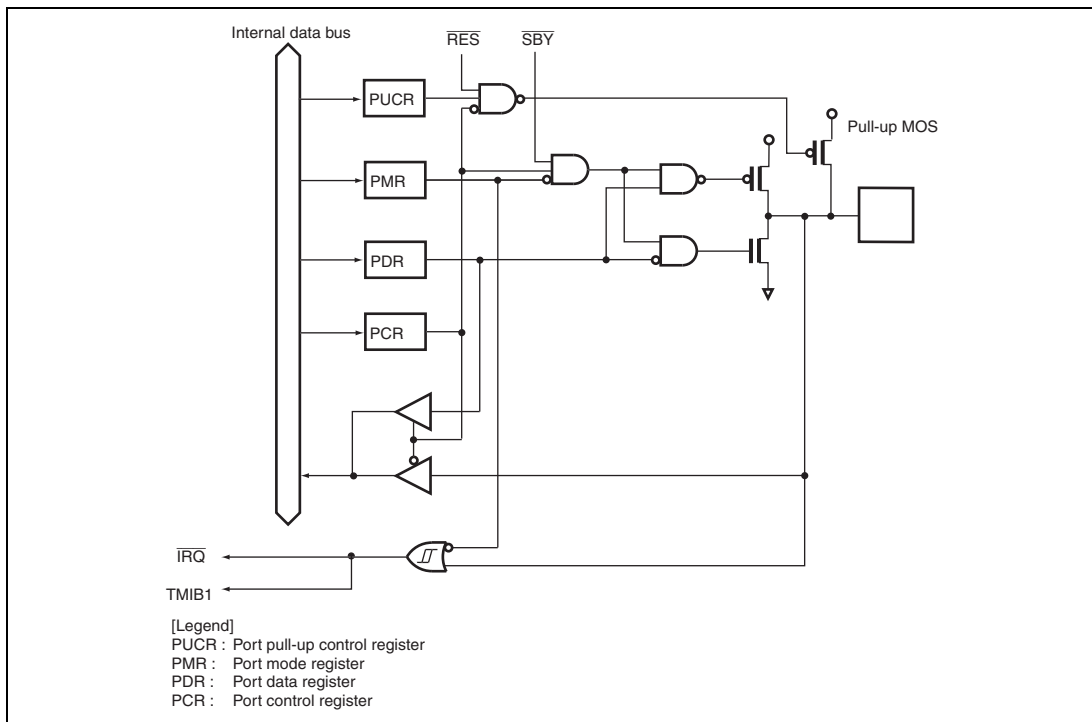 Internal data bus
RES
SBY
PUCR
Pull-up MOS
PMR
PDR
PCR
IRQ
TMIB1
[Legend]
PUCR : Port pull-up control register
PMR : Port mode register
PDR : Port data register
PCR : Port control register